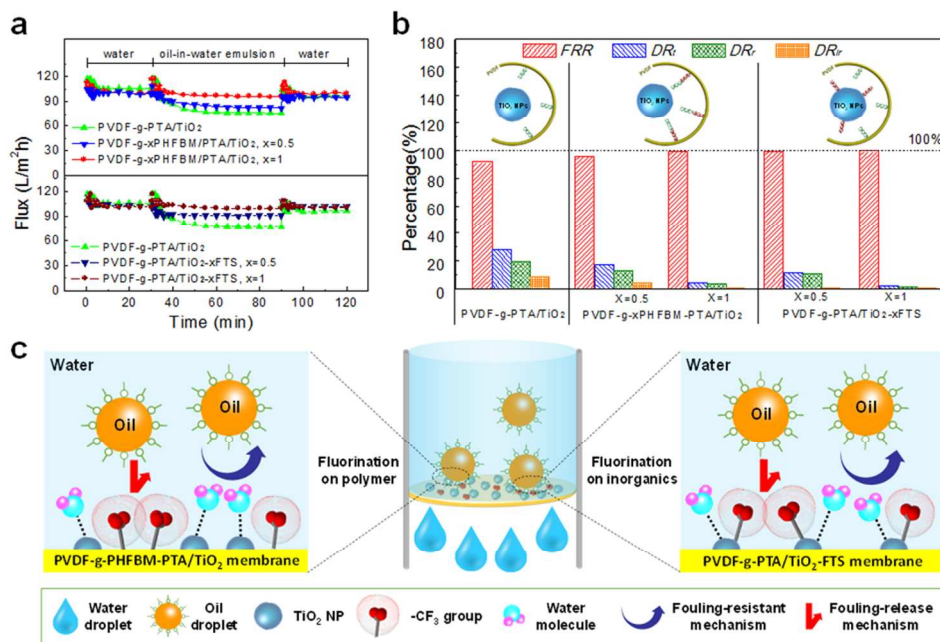 a
water oil-in-water emulsion water
120
90
60
30
0
PVDF-g-PTA/TiO₂
PVDF-g-xPHFBM/PTA/TiO₂, x=0.5
PVDF-g-xPHFBM/PTA/TiO₂, x=1
120
90
60
30
0
PVDF-g-PTA/TiO₂
PVDF-g-PTA/TiO₂-xFTS, x=0.5
PVDF-g-PTA/TiO₂-xFTS, x=1
Flux (L/m²h)
0 20 40 60 80 100 120
Time (min)
b
180
160
140
120
100
80
60
40
20
0
Percentage(%)
FRR DRt DRr DRir
PVDF
TiO₂ NPs
PVDF
TiO₂ NPs
PVDF
TiO₂ NPs
100%
X=0.5 X=1 X=0.5 X=1
PVDF-g-PTA/TiO₂ PVDF-g-xPHFBM-PTA/TiO₂ PVDF-g-PTA/TiO₂-xFTS
c
Water
Oil
Oil
PVDF-g-PHFBM-PTA/TiO₂ membrane
Fluorination
on polymer
Fluorination
on inorganics
Water
Oil
Oil
PVDF-g-PTA/TiO₂-FTS membrane
Water
droplet
Oil
droplet
TiO₂ NP
-CF₃ group
Water
molecule
Fouling-resistant
mechanism
Fouling-release
mechanism